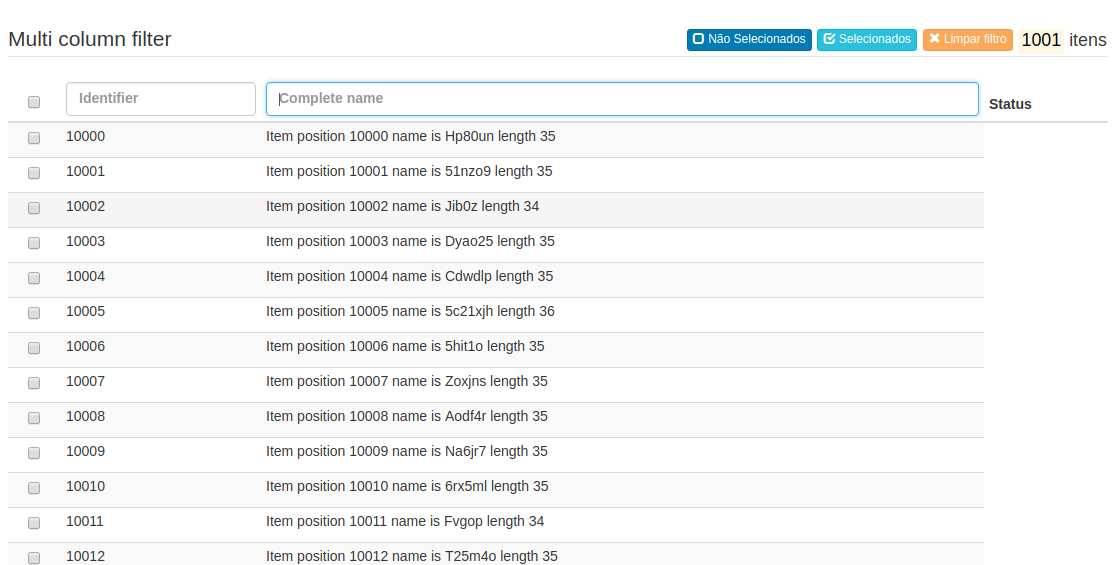 Multi column filter Não Selecionados Selecionados Limpar filtro 1001 itens
Identifier Complete name Status
10000 Item position 10000 name is Hp80un length 35
10001 Item position 10001 name is 51nzo9 length 35
10002 Item position 10002 name is Jib0z length 34
10003 Item position 10003 name is Dyao25 length 35
10004 Item position 10004 name is Cdwdlp length 35
10005 Item position 10005 name is 5c21xjh length 36
10006 Item position 10006 name is 5hit1o length 35
10007 Item position 10007 name is Zoxjns length 35
10008 Item position 10008 name is Aodf4r length 35
10009 Item position 10009 name is Na6jr7 length 35
10010 Item position 10010 name is 6rx5ml length 35
10011 Item position 10011 name is Fvgop length 34
10012 Item position 10012 name is T25m4o length 35